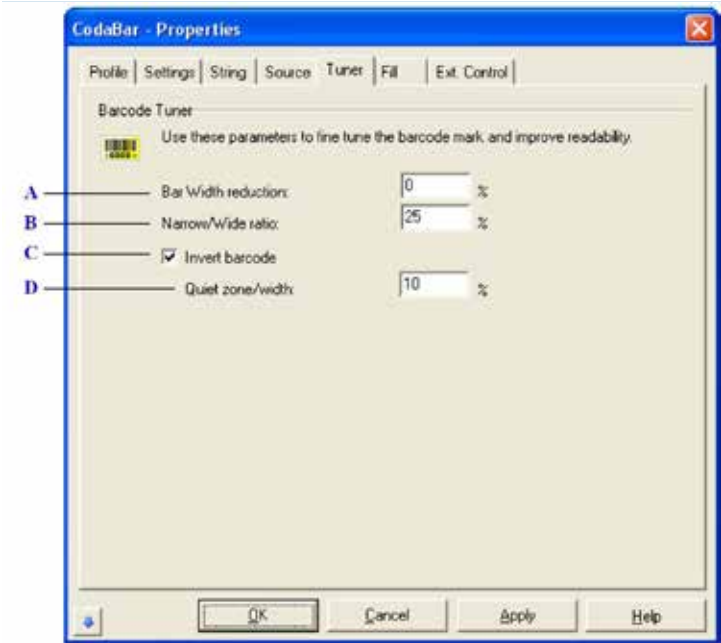 CodaBar - Properties
Profile Settings String Source Tuner Fill Ext. Control
Barcode Tuner
Use these parameters to fine tune the barcode mark and improve readability.
A Bar Width reduction: 0 %
B Narrow/Wide ratio: 25 %
C Invert barcode
D Quiet zone/width: 10 %
OK Cancel Apply Help